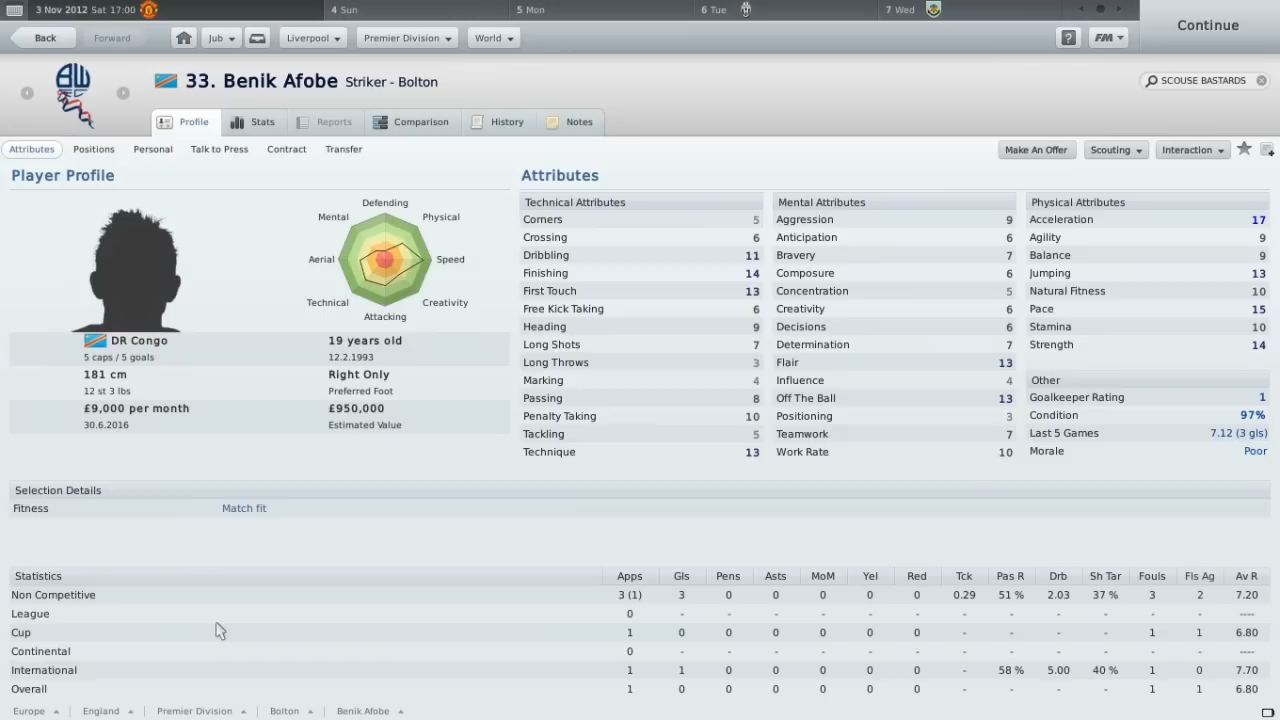 3 Nov 2012 Sat 17:00 4 Sun 5 Mon 6 Tue 7 Wed
Continue
Back Forward Job Liverpool Premier Division World ? FM
33. Benik Afobe Striker - Bolton SCOUSE BASTARDS
Profile Stats Reports Comparison History Notes
Attributes Positions Personal Talk to Press Contract Transfer Make An Offer Scouting Interaction
Player Profile
Defending
Mental Physical
Aerial Speed
Technical Creativity
Attacking
DR Congo 19 years old
5 caps / 5 goals 12.2.1993
181 cm Right Only
12 st 3 lbs Preferred Foot
£9,000 per month £950,000
30.6.2016 Estimated Value
Attributes
Technical Attributes
Corners 5
Crossing 6
Dribbling 11
Finishing 14
First Touch 13
Free Kick Taking 6
Heading 9
Long Shots 7
Long Throws 3
Marking 4
Passing 8
Penalty Taking 10
Tackling 5
Technique 13
Mental Attributes
Aggression 9
Anticipation 6
Bravery 7
Composure 6
Concentration 5
Creativity 6
Decisions 6
Determination 7
Flair 13
Influence 4
Off The Ball 13
Positioning 3
Teamwork 7
Work Rate 10
Physical Attributes
Acceleration 17
Agility 9
Balance 9
Jumping 13
Natural Fitness 10
Pace 15
Stamina 10
Strength 14
Other
Goalkeeper Rating 1
Condition 97%
Last 5 Games 7.12 (3 gls)
Morale Poor
Selection Details
Fitness Match fit
Statistics Apps Gls Pens Asts MoM Yel Red Tck Pas R Drb Sh Tar Fouls Fls Ag Av R
Non Competitive 3 (1) 3 0 0 0 0 0 0.29 51 % 2.03 37 % 3 2 7.20
League 0 - - - - - - - - - - - - ----
Cup 1 0 0 0 0 0 0 - - - - 1 1 6.80
Continental 0 - - - - - - - - - - - - ----
International 1 1 0 0 0 0 0 - 58 % 5.00 40 % 1 0 7.70
Overall 1 0 0 0 0 0 0 - - - - 1 1 6.80
Europe England Premier Division Bolton Benik Afobe